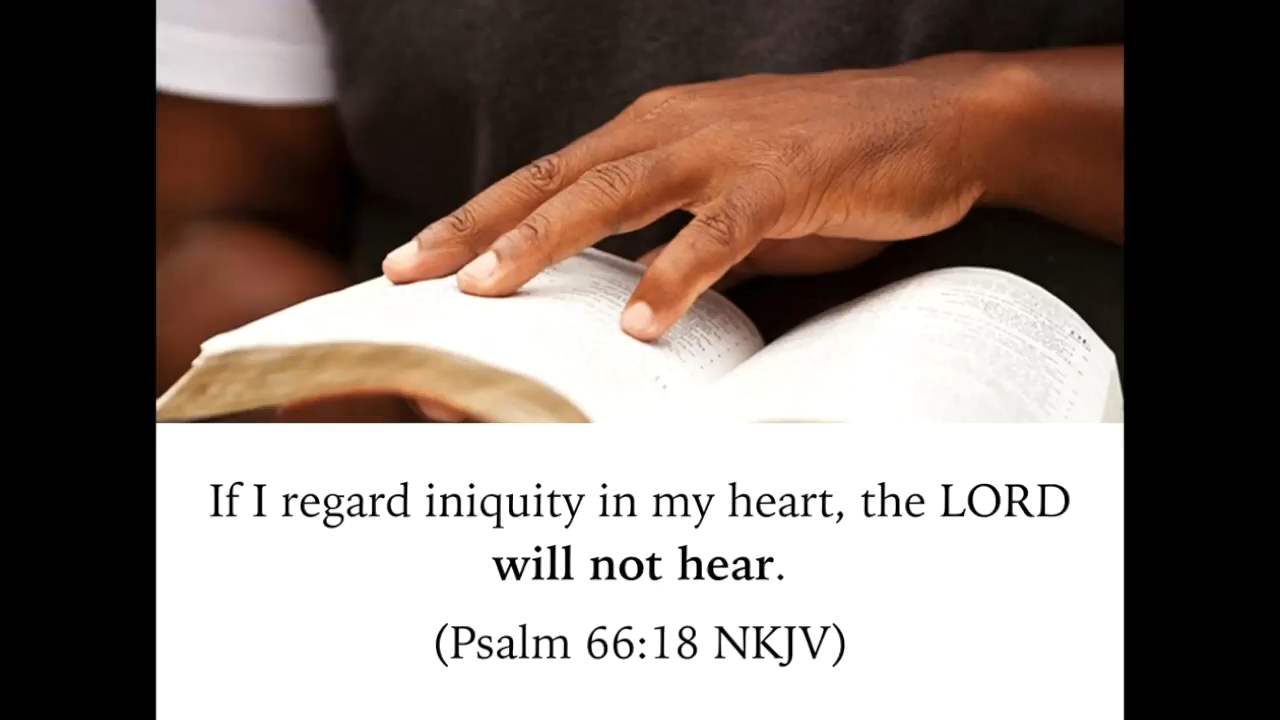 If I regard iniquity in my heart, the LORD
will not hear.
(Psalm 66:18 NKJV)